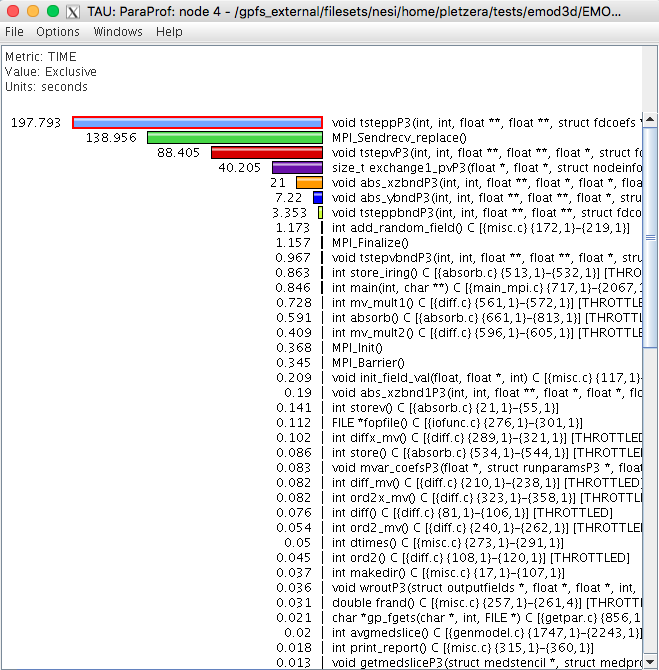 TAU: ParaProf: node 4 - /gpfs_external/filesets/nesi/home/pletzera/tests/emod3d/EMO...
File Options Windows Help
Metric: TIME
Value: Exclusive
Units: seconds
197.793 void tsteppP3(int, int, float **, float **, struct fdcoefs *
138.956 MPI_Sendrecv_replace()
88.405 void tstepvP3(int, int, float **, float **, float *, struct fd
40.205 size_t exchange1_pvP3(float *, float *, struct nodeinfo
21 void abs_xzbndP3(int, float **, float **, float *, float *, float
7.22 void abs_ybndP3(int, int, float **, float **, float *, stru
3.353 void tsteppbndP3(int, int, float **, float **, struct fdco
1.173 int add_random_field() C [{misc.c} {172,1}-{219,1}]
1.157 MPI_Finalize()
0.967 void tstepvbndP3(int, int, float **, float **, float *, stru
0.863 int store_iring() C [{absorb.c} {513,1}-{532,1}] [THRO
0.846 int main(int, char **) C [{main_mpi.c} {717,1}-{2067,1
0.728 int mv_mult1() C [{diff.c} {561,1}-{572,1}] [THROTTLED]
0.591 int absorb() C [{absorb.c} {661,1}-{813,1}] [THROTTLED]
0.409 int mv_mult2() C [{diff.c} {596,1}-{605,1}] [THROTTLED]
0.368 MPI_Init()
0.345 MPI_Barrier()
0.209 void init_field_val(float, float *, int) C [{misc.c} {117,1}-
0.19 void abs_xzbnd1P3(int, float **, float **, float *, float *, fl
0.141 int storev() C [{absorb.c} {21,1}-{55,1}]
0.112 FILE *fopfile() C [{iofunc.c} {276,1}-{301,1}]
0.102 int diffx_mv() C [{diff.c} {289,1}-{321,1}] [THROTTLED]
0.086 int store() C [{absorb.c} {534,1}-{544,1}] [THROTTLED]
0.083 void mvar_coefsP3(float *, struct runparamsP3 *, float
0.082 int diff_mv() C [{diff.c} {210,1}-{238,1}] [THROTTLED]
0.082 int ord2x_mv() C [{diff.c} {323,1}-{358,1}] [THROTTLED]
0.076 int diff() C [{diff.c} {81,1}-{106,1}] [THROTTLED]
0.054 int ord2_mv() C [{diff.c} {240,1}-{262,1}] [THROTTLED]
0.05 int dtimes() C [{misc.c} {273,1}-{291,1}]
0.045 int ord2() C [{diff.c} {108,1}-{120,1}] [THROTTLED]
0.037 int makedir() C [{misc.c} {17,1}-{107,1}]
0.036 void wroutP3(struct outputfields *, float *, float *, int,
0.031 double frand() C [{misc.c} {257,1}-{261,4}] [THROTTLED
0.021 char *gp_fgets(char *, int, FILE *) C [{getpar.c} {856,1
0.02 int avgmedslice() C [{genmodel.c} {1747,1}-{2243,1}]
0.018 int print_report() C [{misc.c} {315,1}-{360,1}]
0.013 void getmedsliceP3(struct medstencil *, struct medpro